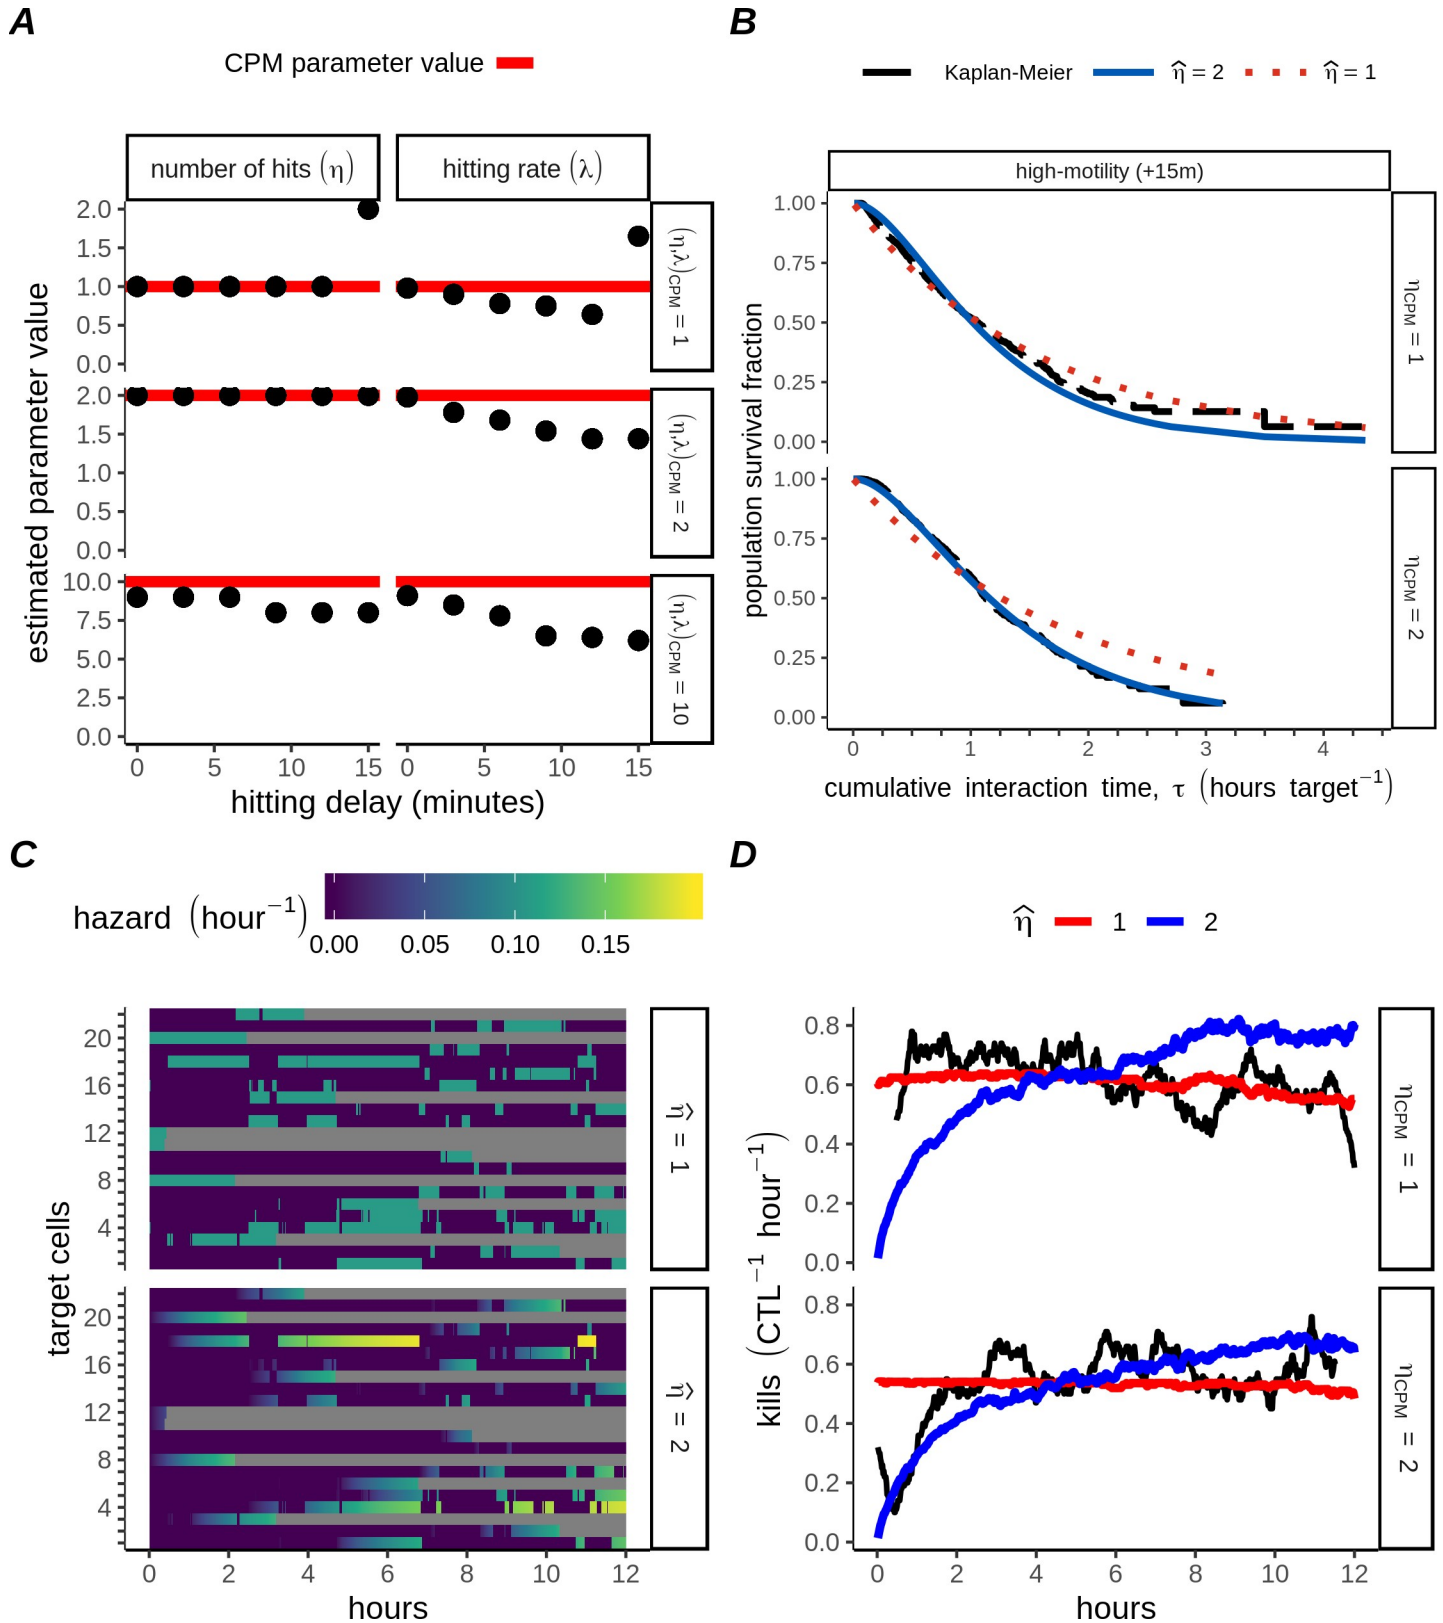 A
CPM parameter value
number of hits (η)
hitting rate (λ)
estimated parameter value
2.0
1.5
1.0
0.5
0.0
(η,λ)CPM = 1
2.0
1.5
1.0
0.5
0.0
(η,λ)CPM = 2
10.0
7.5
5.0
2.5
0.0
(η,λ)CPM = 10
0 5 10 15 0 5 10 15
hitting delay (minutes)
B
Kaplan-Meier η̂ = 2 η̂ = 1
high-motility (+15m)
population survival fraction
1.00
0.75
0.50
0.25
0.00
ηCPM = 1
1.00
0.75
0.50
0.25
0.00
ηCPM = 2
0 1 2 3 4
cumulative interaction time, τ (hours target⁻¹)
C
hazard (hour⁻¹)
0.00 0.05 0.10 0.15
target cells
20
16
12
8
4
η̂ = 1
20
16
12
8
4
η̂ = 2
0 2 4 6 8 10 12
hours
D
η̂ 1 2
kills (CTL⁻¹ hour⁻¹)
0.8
0.6
0.4
0.2
0.0
ηCPM = 1
0.8
0.6
0.4
0.2
0.0
ηCPM = 2
0 2 4 6 8 10 12
hours